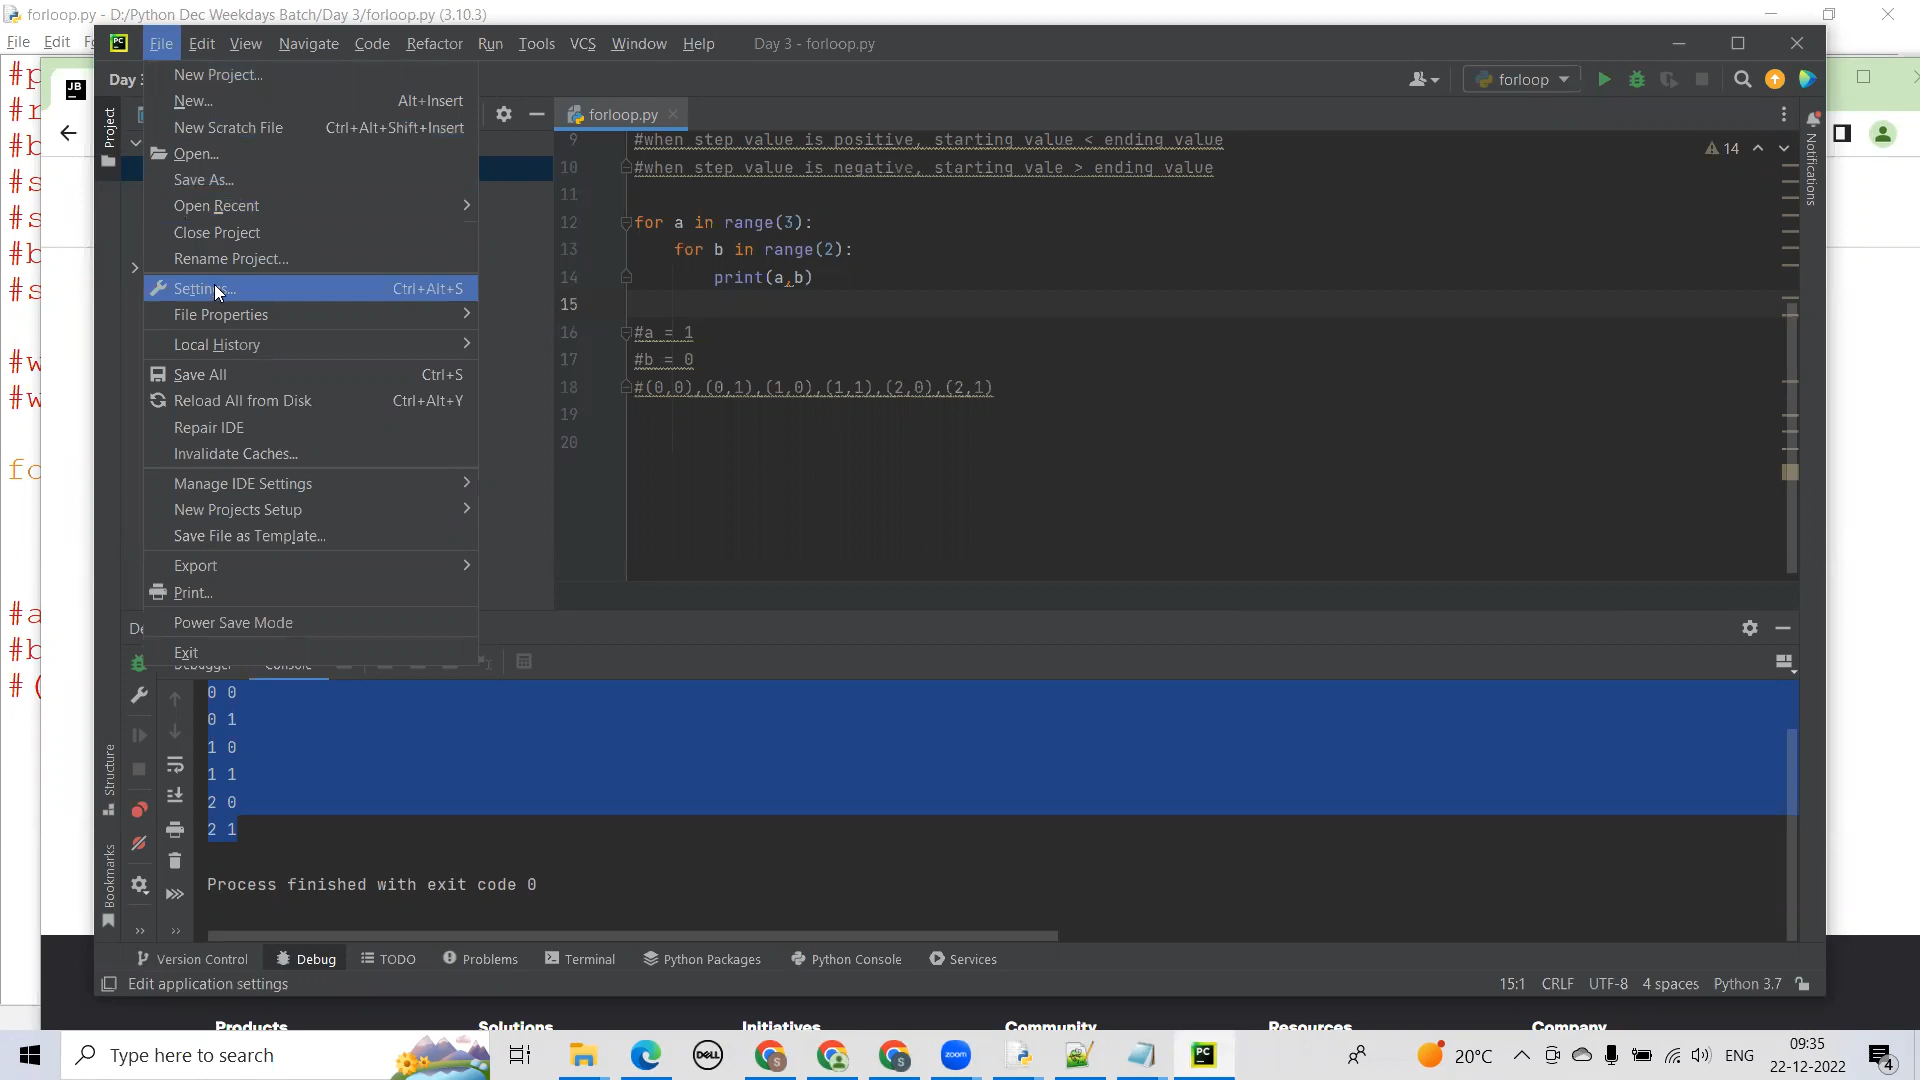 forloop.py - D:/Python Dec Weekdays Batch/Day 3/forloop.py (3.10.3)
File Edit
PC File Edit View Navigate Code Refactor Run Tools VCS Window Help Day 3 - forloop.py
Day 3
forloop
Project
forloop.py
Notifications
JB
New Project...
New... Alt+Insert
New Scratch File Ctrl+Alt+Shift+Insert
Open...
Save As...
Open Recent
Close Project
Rename Project...
Settings... Ctrl+Alt+S
File Properties
Local History
Save All Ctrl+S
Reload All from Disk Ctrl+Alt+Y
Repair IDE
Invalidate Caches...
Manage IDE Settings
New Projects Setup
Save File as Template...
Export
Print...
Power Save Mode
Exit
14
9 #when step value is positive, starting value < ending value
10 #when step value is negative, starting vale > ending value
11
12 for a in range(3):
13 for b in range(2):
14 print(a,b)
15
16 #a = 1
17 #b = 0
18 #(0,0),(0,1),(1,0),(1,1),(2,0),(2,1)
19
20
Debugger Console
0 0
0 1
1 0
1 1
2 0
2 1
Process finished with exit code 0
Structure
Bookmarks
Version Control Debug TODO Problems Terminal Python Packages Python Console Services
Edit application settings
15:1 CRLF UTF-8 4 spaces Python 3.7
Products Solutions Initiatives Community Resources Company
Type here to search
DELL
zoom
PC
20°C
ENG
09:35
22-12-2022
4